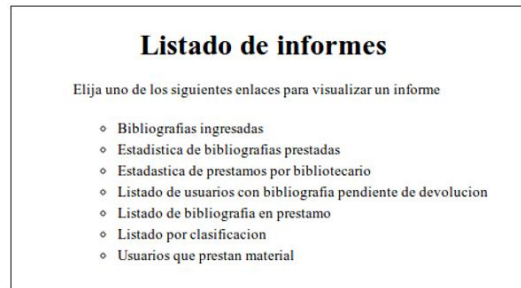 Listado de informes
Elija uno de los siguientes enlaces para visualizar un informe
Bibliografias ingresadas
Estadistica de bibliografias prestadas
Estadastica de prestamos por bibliotecario
Listado de usuarios con bibliografia pendiente de devolucion
Listado de bibliografia en prestamo
Listado por clasificacion
Usuarios que prestan material